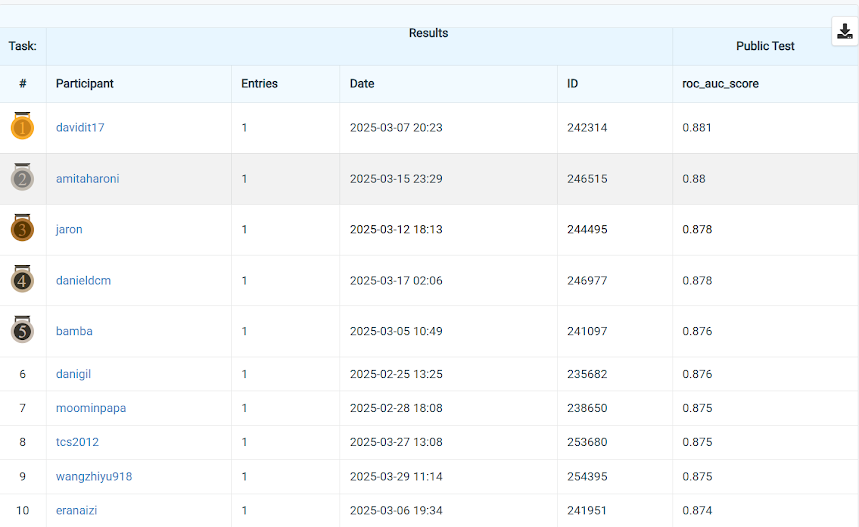 Results
Task: Public Test
# Participant Entries Date ID roc_auc_score
1 davidit17 1 2025-03-07 20:23 242314 0.881
2 amitaharoni 1 2025-03-15 23:29 246515 0.88
3 jaron 1 2025-03-12 18:13 244495 0.878
4 danieldcm 1 2025-03-17 02:06 246977 0.878
5 bamba 1 2025-03-05 10:49 241097 0.876
6 danigil 1 2025-02-25 13:25 235682 0.876
7 moominpapa 1 2025-02-28 18:08 238650 0.875
8 tcs2012 1 2025-03-27 13:08 253680 0.875
9 wangzhiyu918 1 2025-03-29 11:14 254395 0.875
10 eranaizi 1 2025-03-06 19:34 241951 0.874